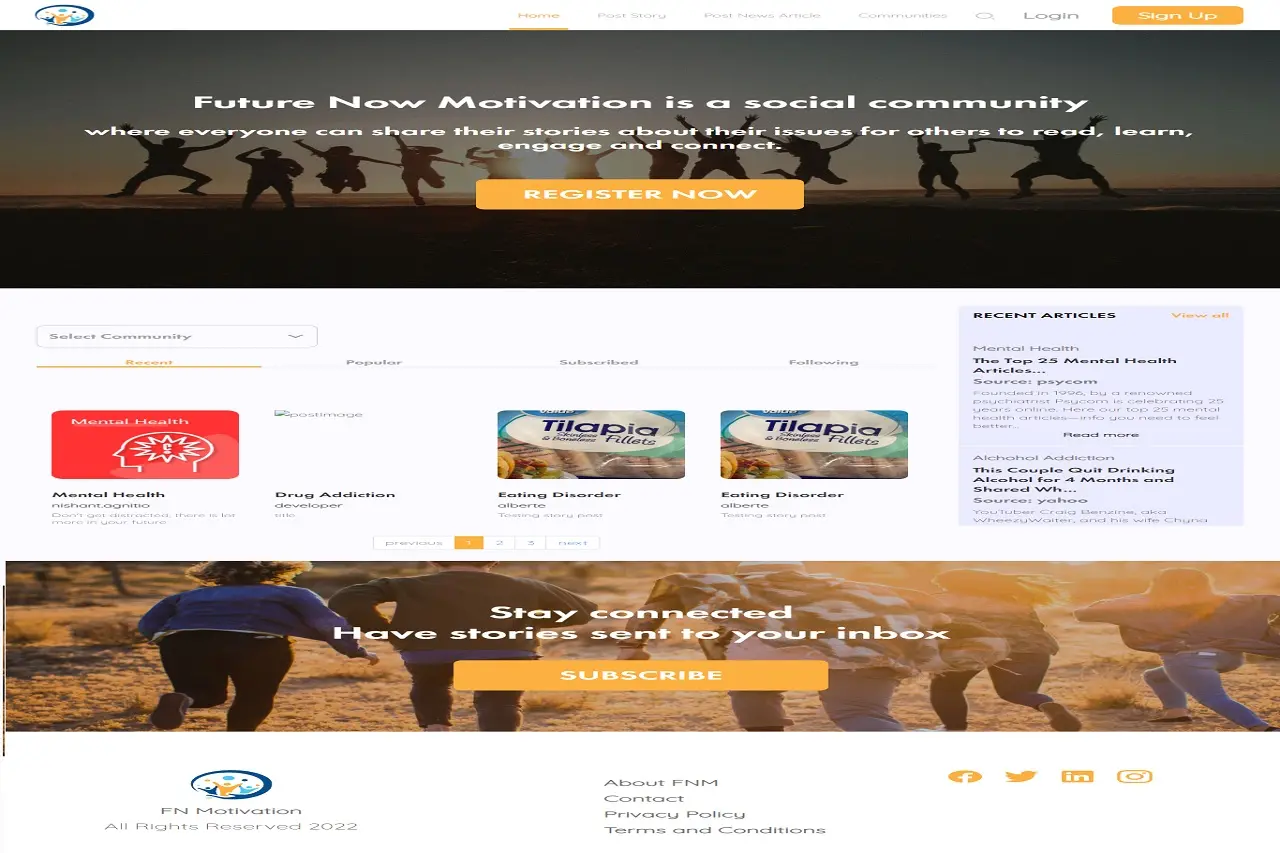 Home Post Story Post News Article Communities Login Sign Up
Future Now Motivation is a social community
where everyone can share their stories about their issues for others to read, learn,
engage and connect.
REGISTER NOW
Select Community
Recent Popular Subscribed Following
Mental Health
postimage
value
Tilapia
Skinless
& Boneless Fillets
value
Tilapia
Skinless
& Boneless Fillets
Mental Health
nishant.agnitio
Don't get distracted, there is lot
more in your future
Drug Addiction
developer
title
Eating Disorder
alberte
Testing story post
Eating Disorder
alberte
Testing story post
previous 1 2 3 next
RECENT ARTICLES View all
Mental Health
The Top 25 Mental Health
Articles...
Source: psycom
Founded in 1996, by a renowned
psychiatrist Psycom is celebrating 25
years online. Here our top 25 mental
health articles—info you need to feel
better...
Read more
Alchohol Addiction
This Couple Quit Drinking
Alcohol for 4 Months and
Shared Wh...
Source: yahoo
YouTuber Craig Benzine, aka
WheezyWaiter, and his wife Chyna
Stay connected
Have stories sent to your inbox
SUBSCRIBE
FN Motivation
All Rights Reserved 2022
About FNM
Contact
Privacy Policy
Terms and Conditions